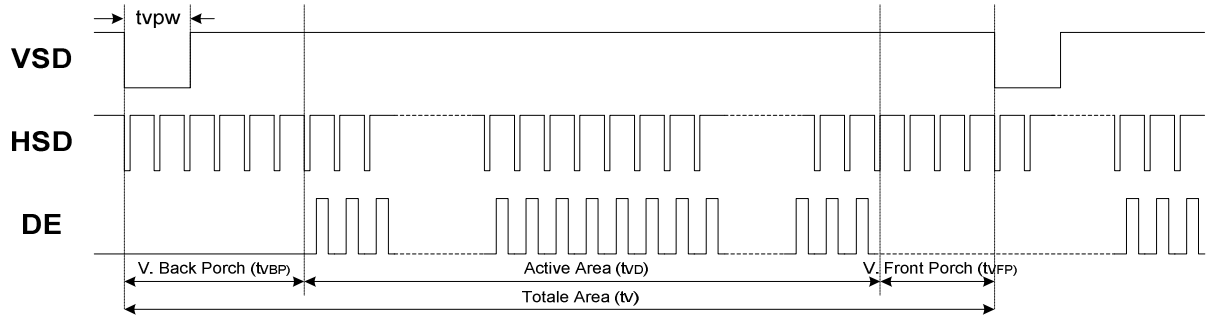 tvpw
VSD
HSD
DE
V. Back Porch (tVBP)
Active Area (tVD)
V. Front Porch (tVFP)
Totale Area (tV)